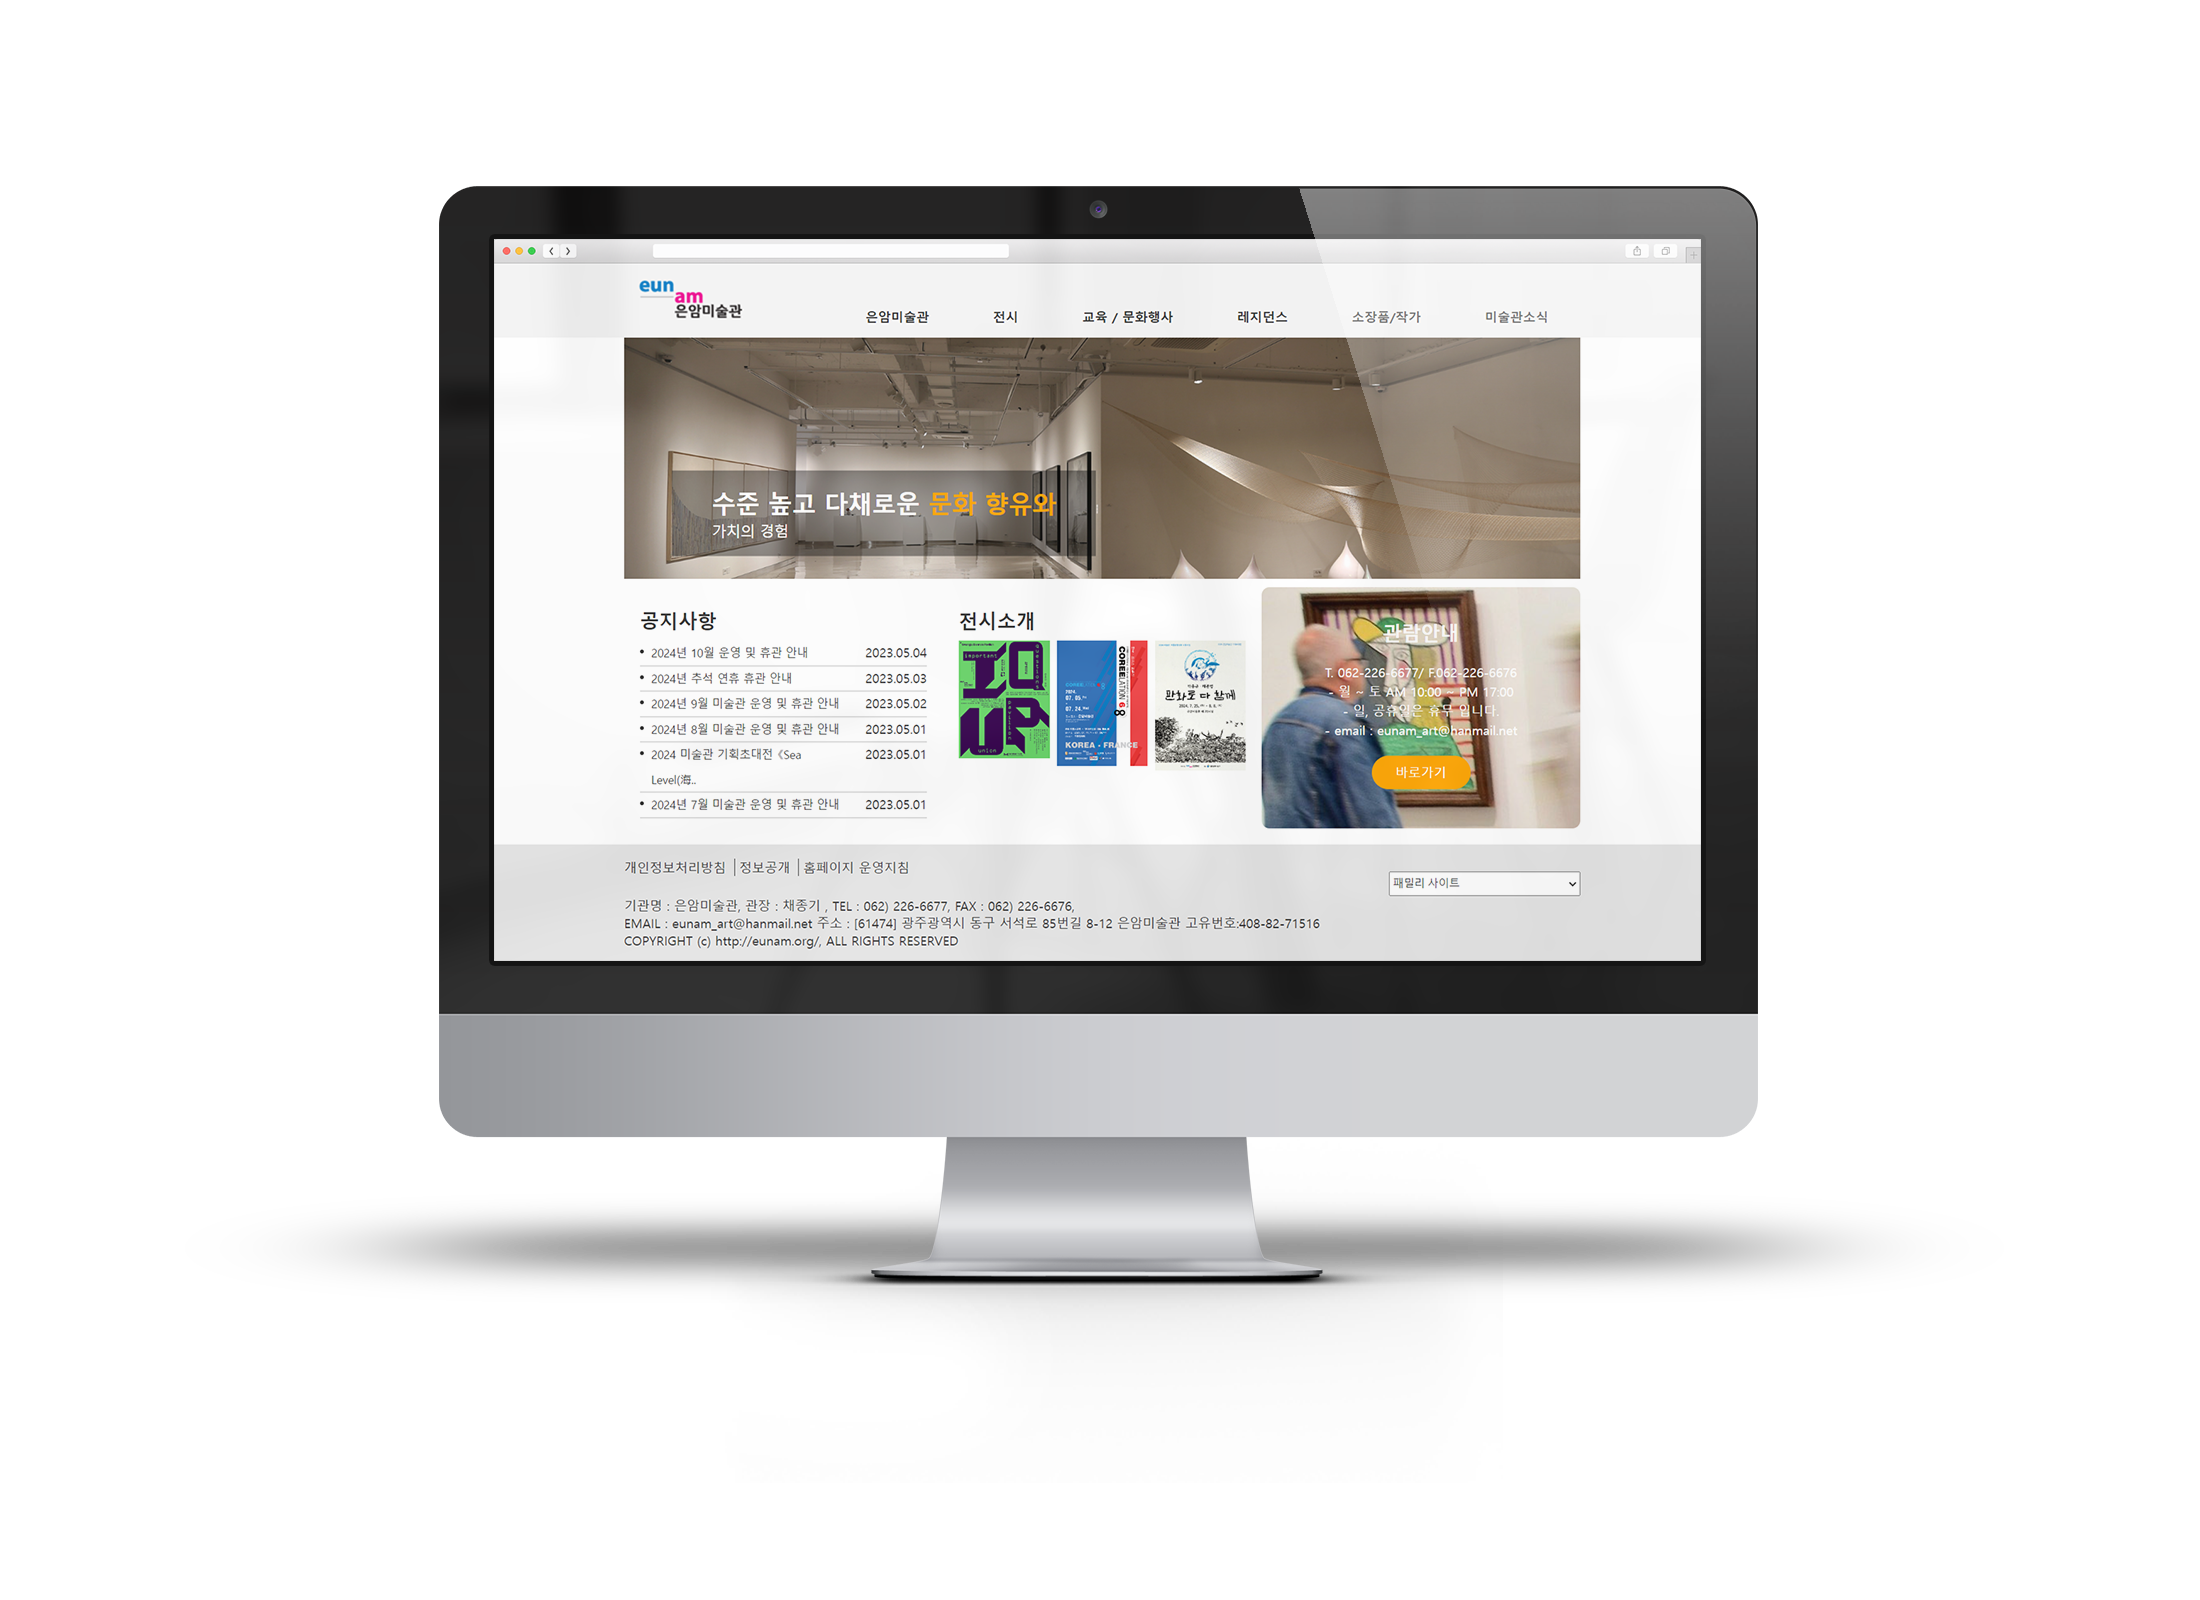 eun
am
은암미술관
은암미술관 전시 교육 / 문화행사 레지던스 소장품/작가 미술관소식
수준 높고 다채로운 문화 향유와
가치의 경험
공지사항
2024년 10월 운영 및 휴관 안내 2023.05.04
2024년 추석 연휴 휴관 안내 2023.05.03
2024년 9월 미술관 운영 및 휴관 안내 2023.05.02
2024년 8월 미술관 운영 및 휴관 안내 2023.05.01
2024 미술관 기획초대전 《Sea 2023.05.01
Level(海..
2024년 7월 미술관 운영 및 휴관 안내 2023.05.01
전시소개
important
questions
IO
UR
pavilion
union
COREELATION 68
2024.
07. 05.
07. 24.
KOREA - FRANCE
만화로 다 함께
관람안내
T. 062-226-6677/ F.062-226-6676
- 월 ~ 토 AM 10:00 ~ PM 17:00
- 일, 공휴일은 휴무 입니다.
- email : eunam_art@hanmail.net
바로가기
개인정보처리방침 정보공개 홈페이지 운영지침
패밀리 사이트
기관명 : 은암미술관, 관장 : 채종기 , TEL : 062) 226-6677, FAX : 062) 226-6676,
EMAIL : eunam_art@hanmail.net 주소 : [61474] 광주광역시 동구 서석로 85번길 8-12 은암미술관 고유번호:408-82-71516
COPYRIGHT (c) http://eunam.org/, ALL RIGHTS RESERVED